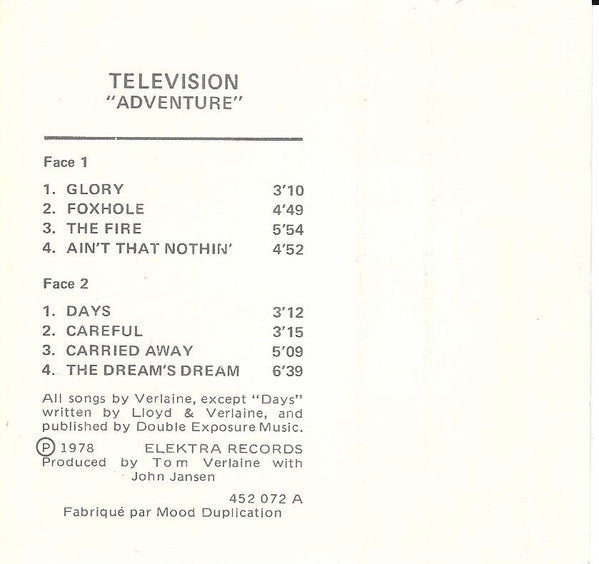 TELEVISION
"ADVENTURE"
Face 1
1. GLORY 3'10
2. FOXHOLE 4'49
3. THE FIRE 5'54
4. AIN'T THAT NOTHIN' 4'52
Face 2
1. DAYS 3'12
2. CAREFUL 3'15
3. CARRIED AWAY 5'09
4. THE DREAM'S DREAM 6'39
All songs by Verlaine, except "Days"
written by Lloyd & Verlaine, and
published by Double Exposure Music.
Ⓟ 1978 ELEKTRA RECORDS
Produced by Tom Verlaine with
John Jansen
452 072 A
Fabriqué par Mood Duplication